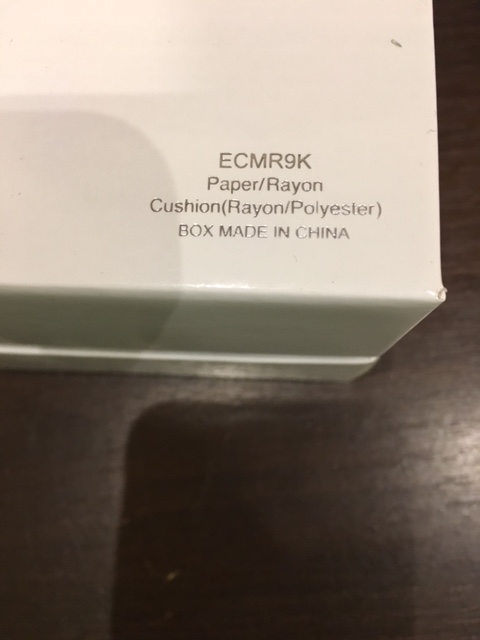 ECMR9K
Paper/Rayon
Cushion(Rayon/Polyester)
BOX MADE IN CHINA